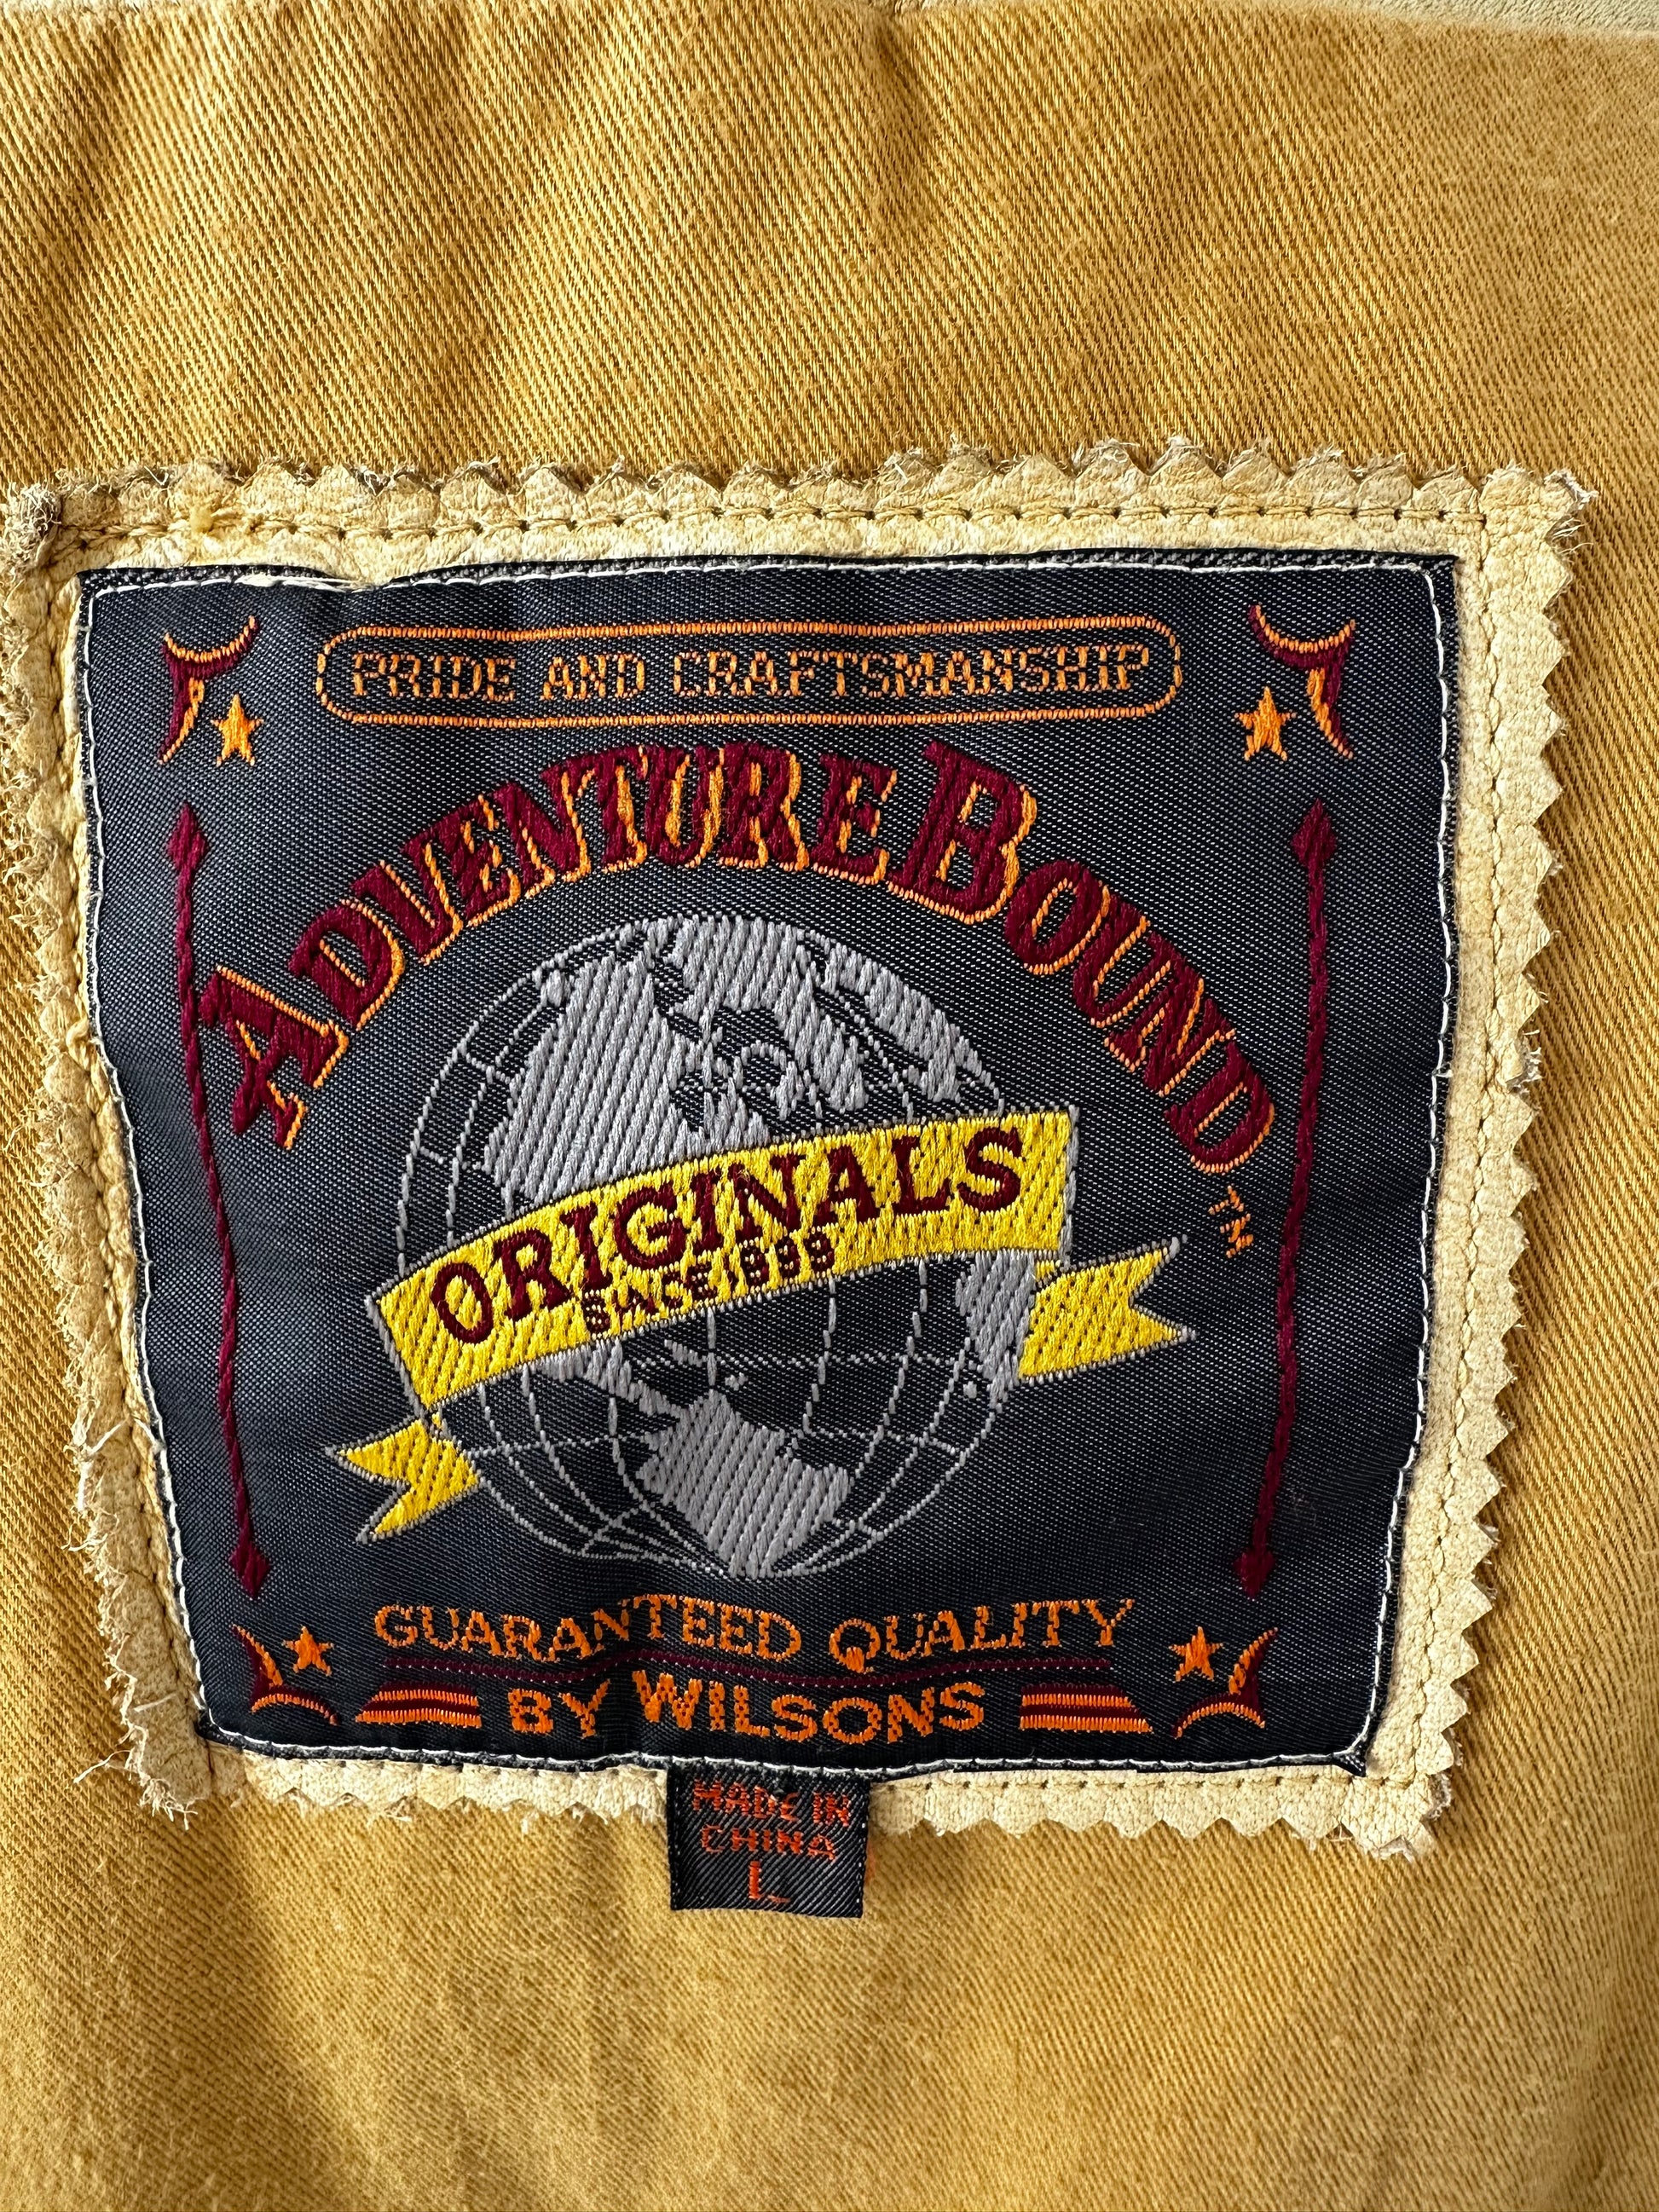 PRIDE AND CRAFTSMANSHIP
ADVENTURE BOUND
TM
ORIGINALS
SINCE 1899
GUARANTEED QUALITY
BY WILSONS
MADE IN
CHINA
L